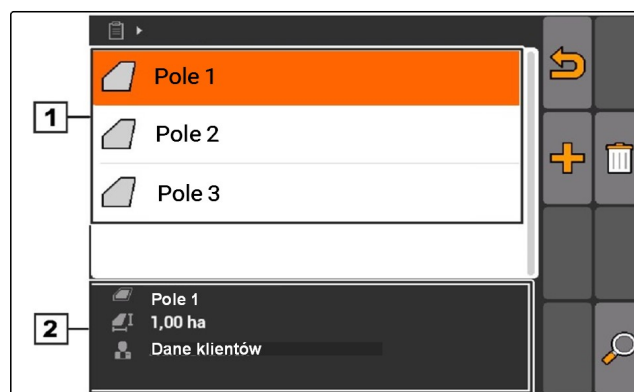 Pole 1
1
Pole 2
Pole 3
Pole 1
2
1,00 ha
Dane klientów